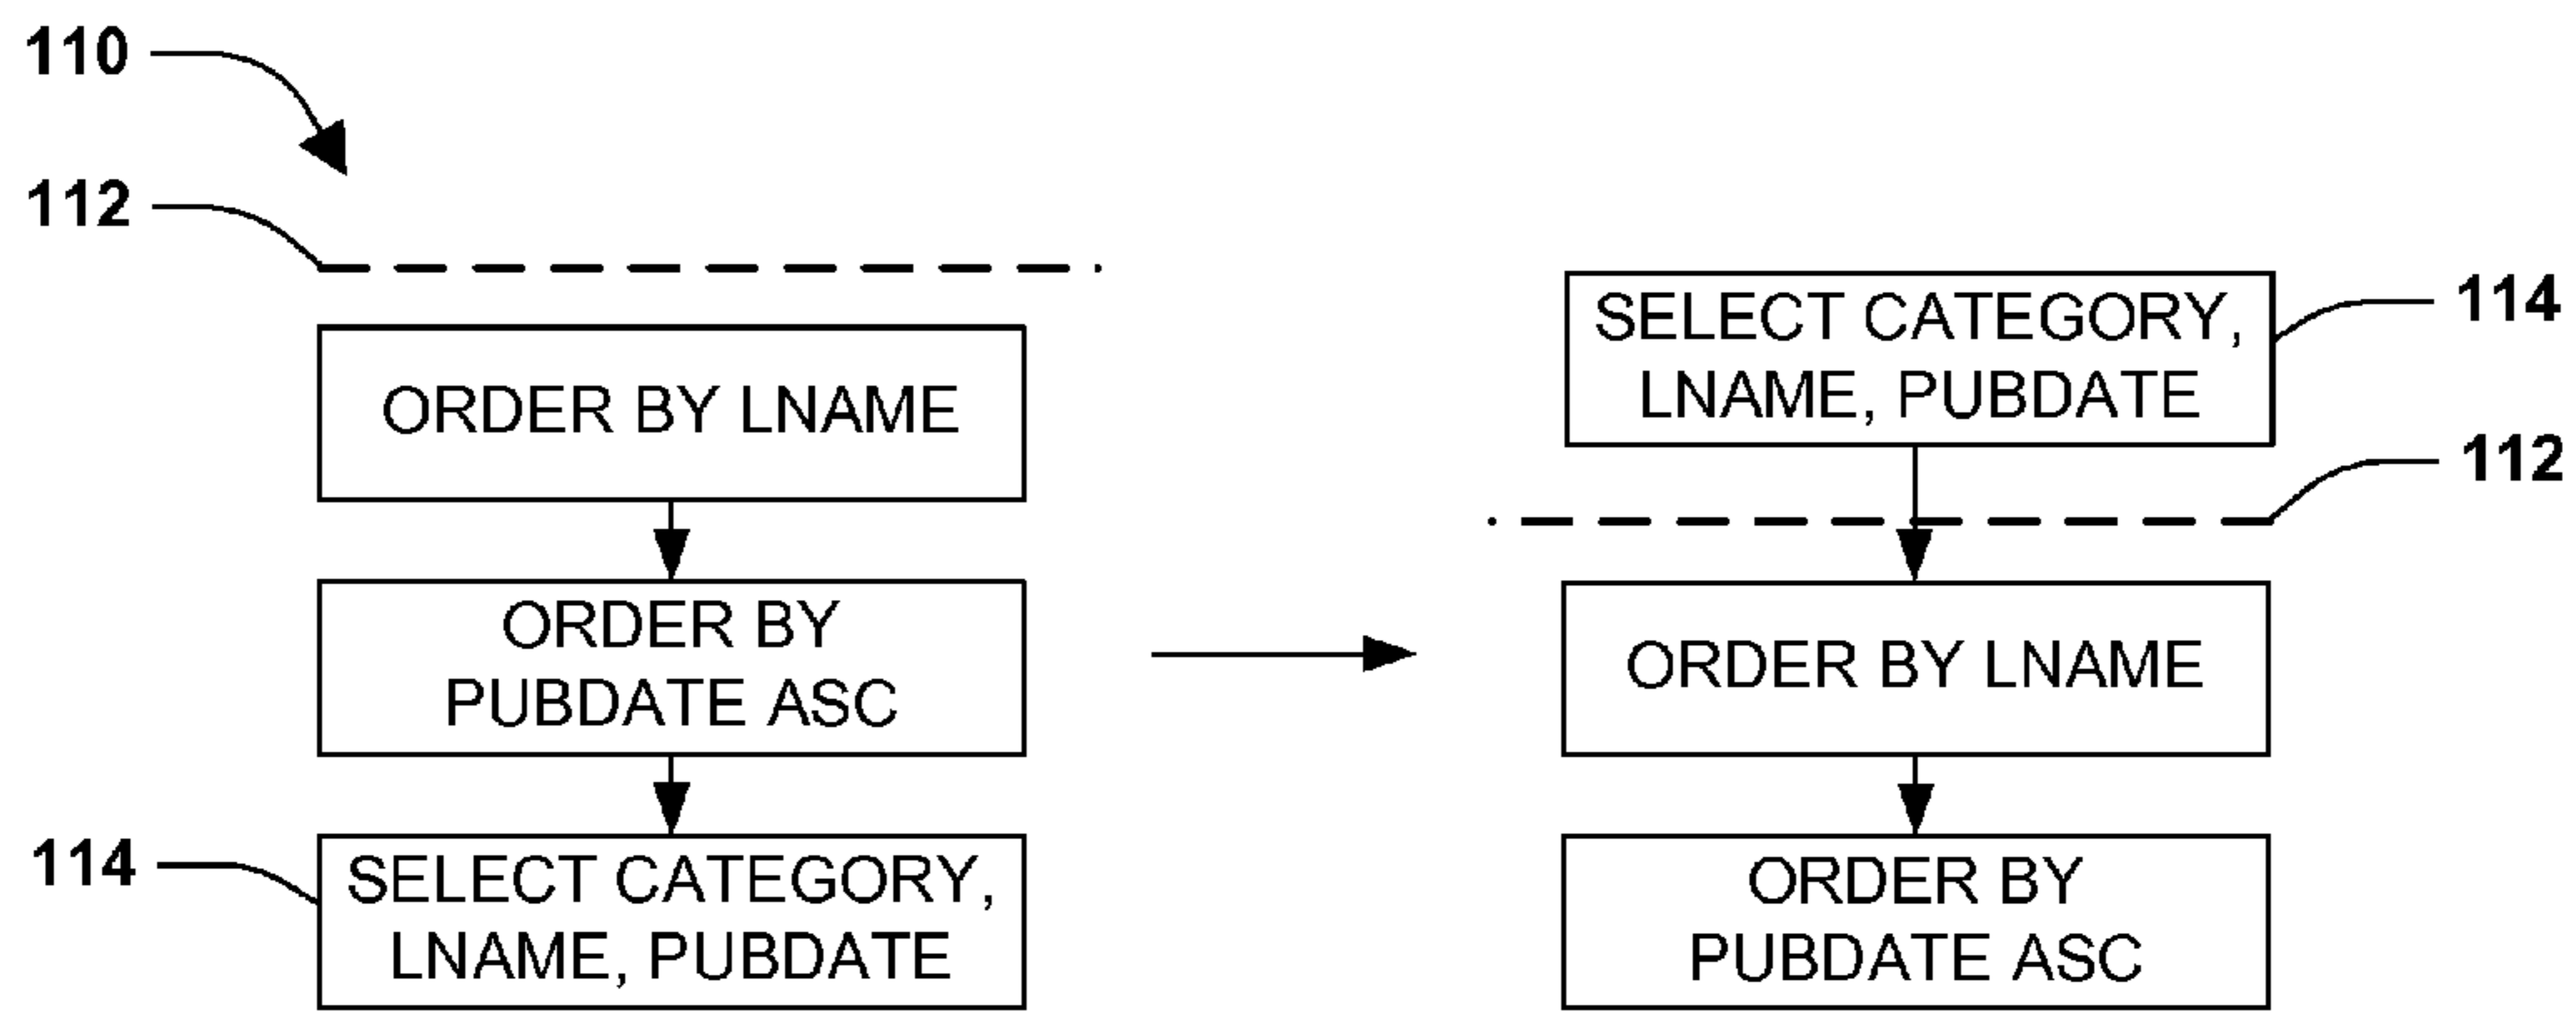 110
112
ORDER BY LNAME
ORDER BY
PUBDATE ASC
114
SELECT CATEGORY,
LNAME, PUBDATE
SELECT CATEGORY,
LNAME, PUBDATE
114
112
ORDER BY LNAME
ORDER BY
PUBDATE ASC